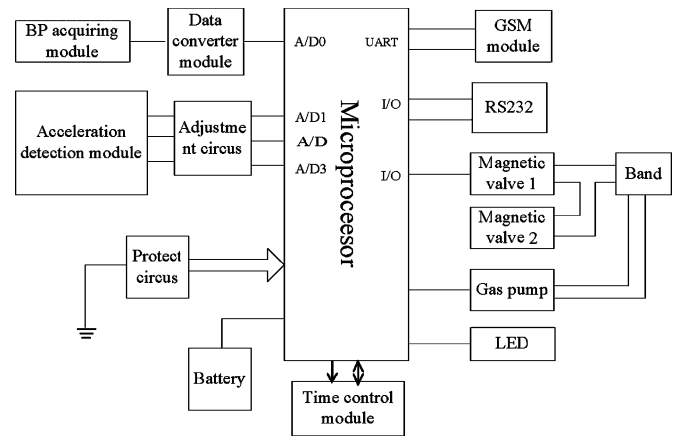 BP acquiring
module
Data
converter
module
A/D0
UART
GSM
module
Acceleration
detection module
Adjustme
nt circus
A/D1
A/D
A/D3
Microproceesor
I/O
RS232
I/O
Magnetic
valve 1
Band
Magnetic
valve 2
Protect
circus
Gas pump
Battery
LED
Time control
module